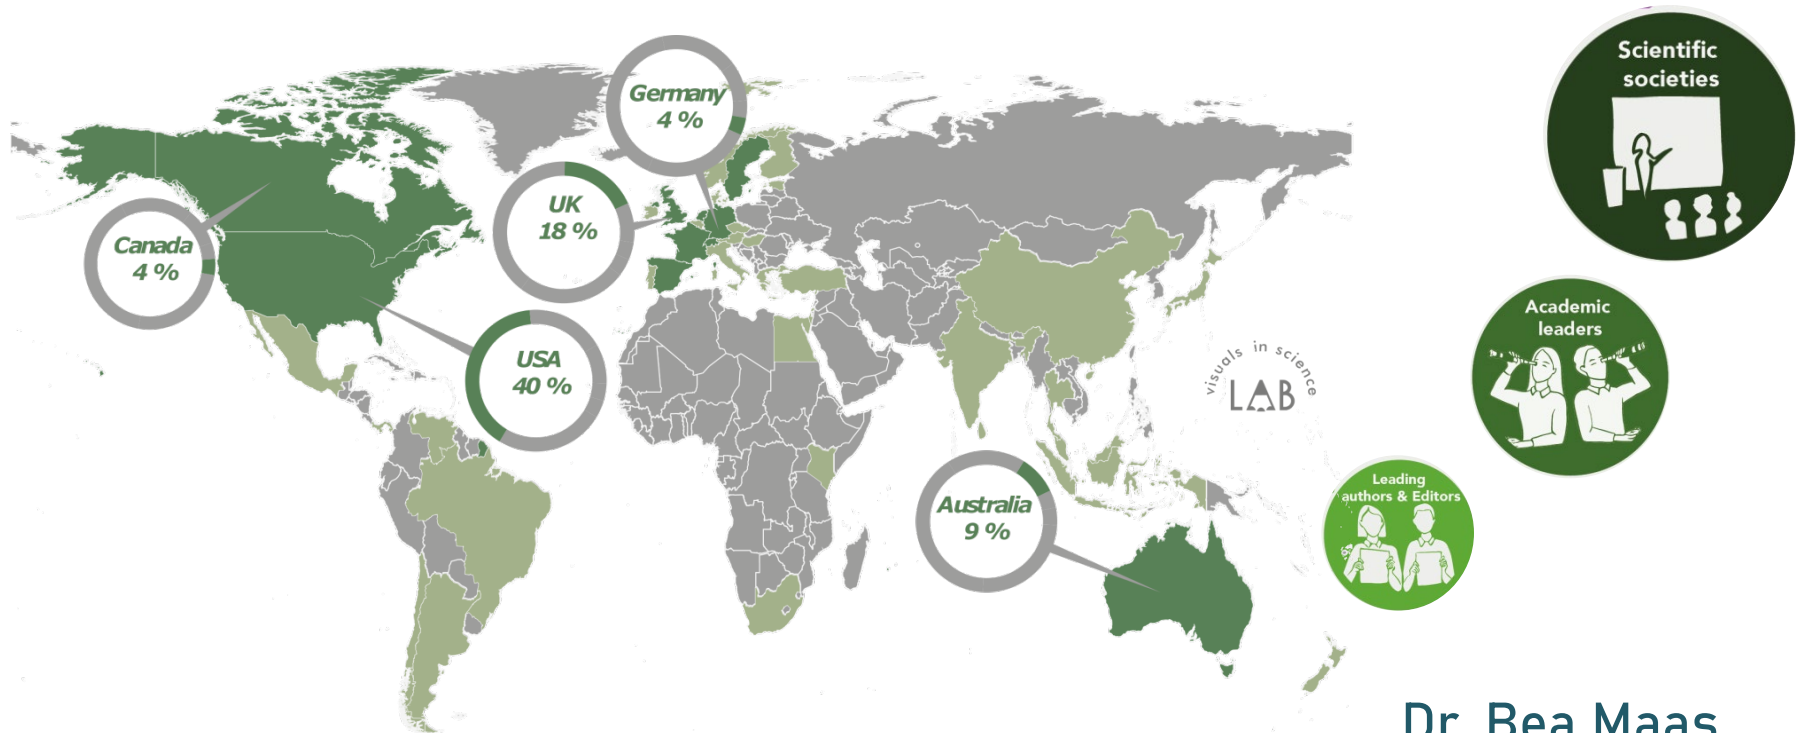 Germany
4 %
UK
18 %
Canada
4 %
USA
40 %
Australia
9 %
visuals in science
LAB
Scientific
societies
Academic
leaders
Leading
authors & Editors
Dr. Bea Maas